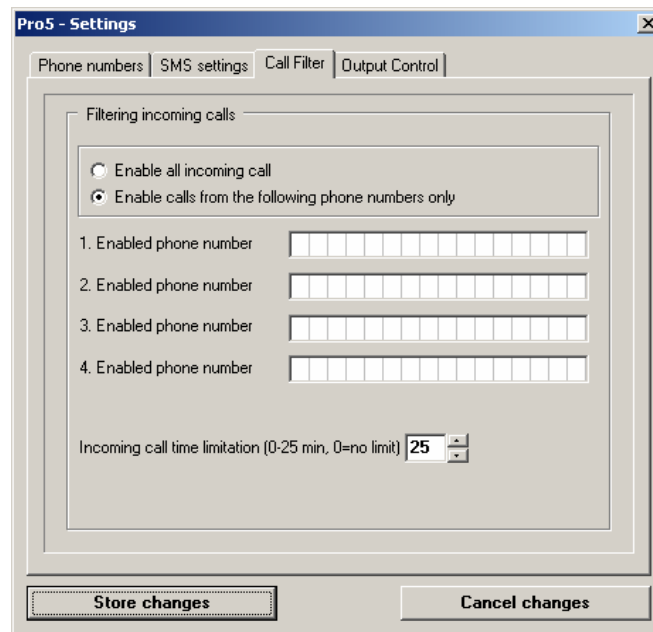 Pro5 - Settings
Phone numbers SMS settings Call Filter Output Control
Filtering incoming calls
Enable all incoming call
Enable calls from the following phone numbers only
1. Enabled phone number
2. Enabled phone number
3. Enabled phone number
4. Enabled phone number
Incoming call time limitation (0-25 min, 0=no limit) 25
Store changes Cancel changes